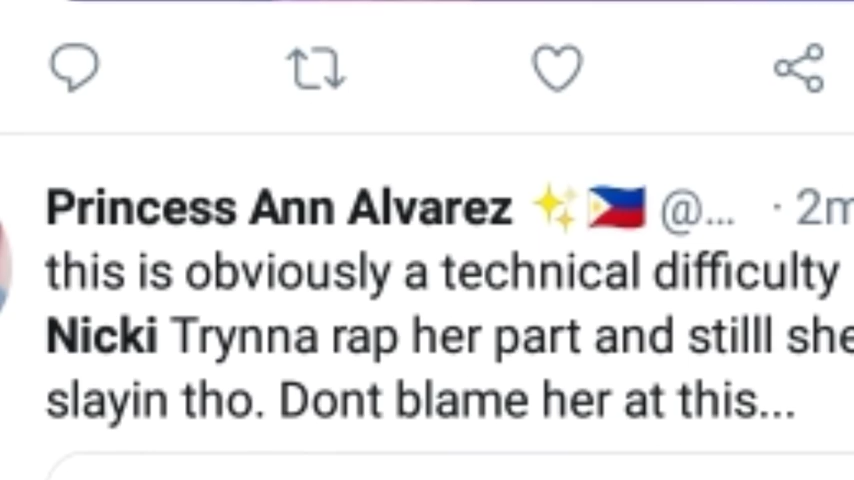 Princess Ann Alvarez ✨🇵🇭 @... · 2m
this is obviously a technical difficulty
Nicki Trynna rap her part and stilll she
slayin tho. Dont blame her at this...